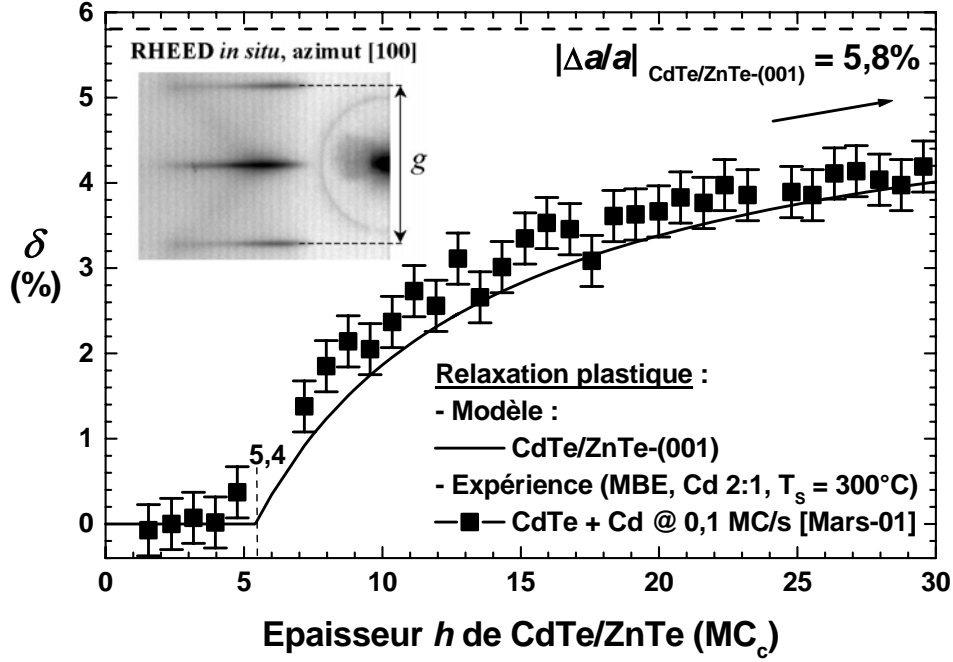 RHEED in situ, azimut [100]
g
|Δa/a| CdTe/ZnTe-(001) = 5,8%
6
5
4
3
2
1
0
δ
(%)
5,4
Relaxation plastique :
- Modèle :
CdTe/ZnTe-(001)
- Expérience (MBE, Cd 2:1, TS = 300°C)
CdTe + Cd @ 0,1 MC/s [Mars-01]
0 5 10 15 20 25 30
Epaisseur h de CdTe/ZnTe (MCc)